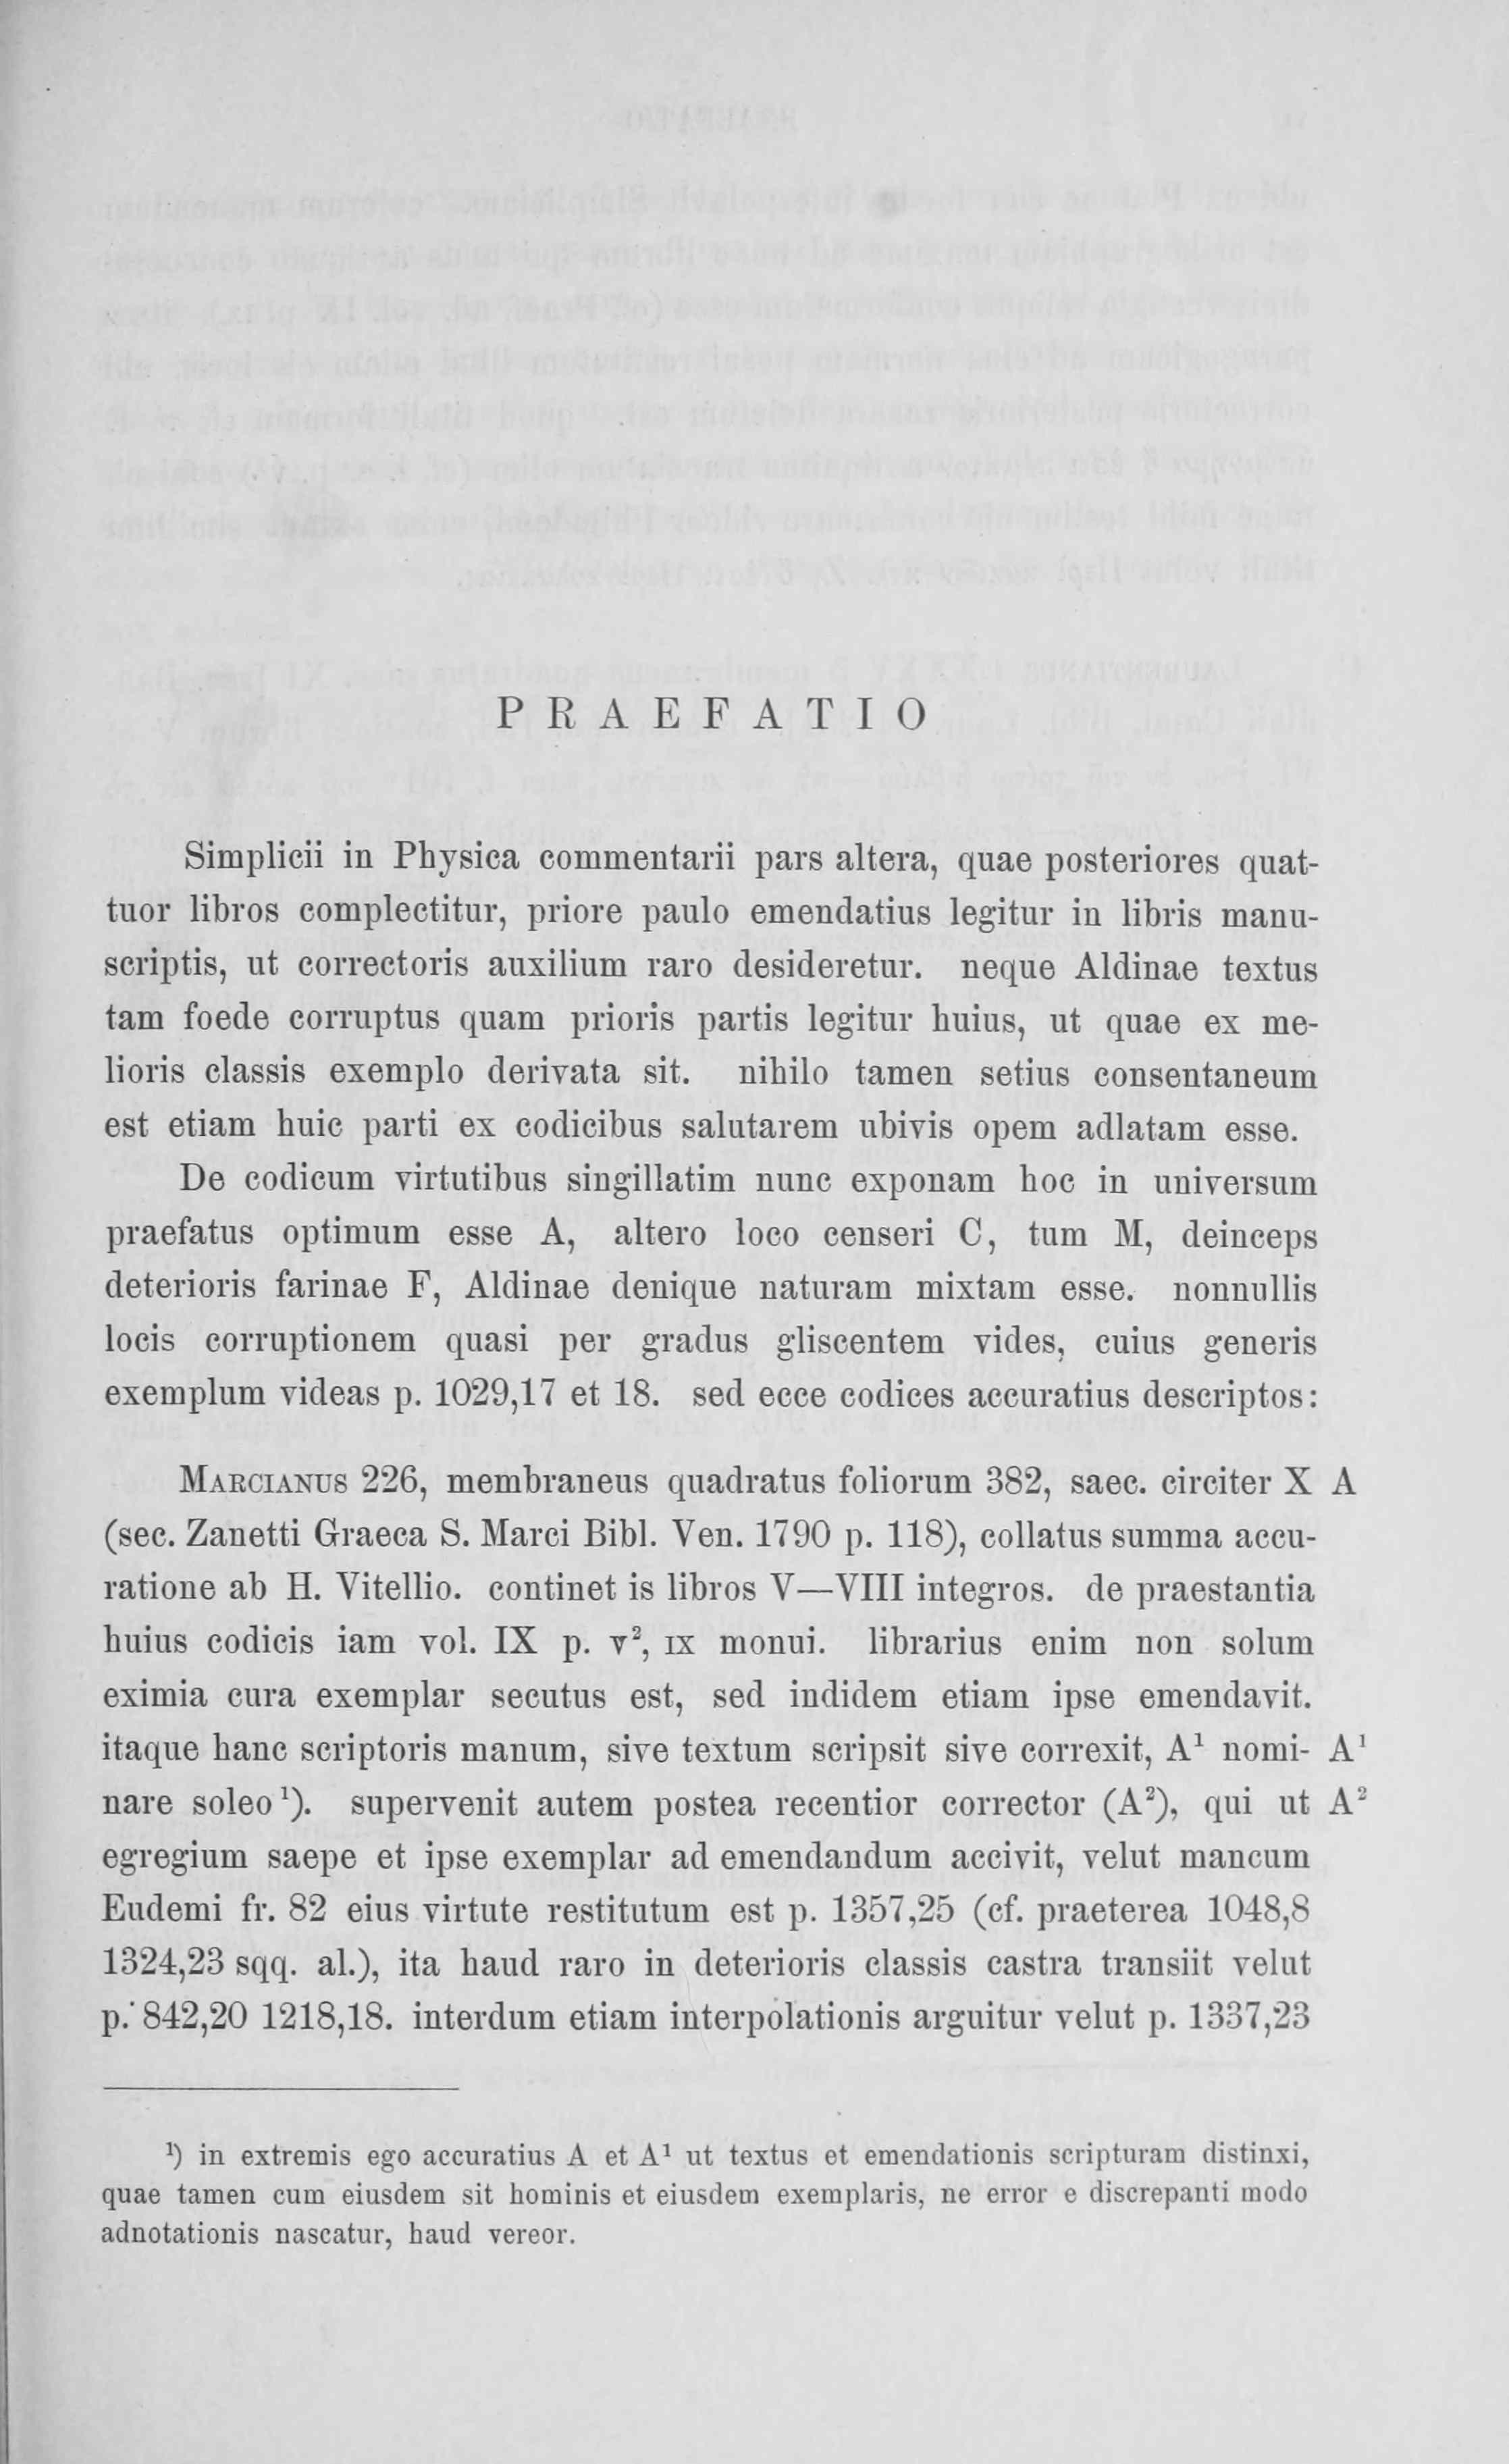 PRAEFATIO
Simplicii in Physica commentarii pars altera, quae posteriores quat-
tuor libros complectitur, priore paulo emendatius legitur in libris manu-
scriptis, ut correctoris auxilium raro desideretur. neque Aldinae textus
tam foede corruptus quam prioris partis legitur huius, ut quae ex me-
lioris classis exemplo derivata sit. nihilo tamen setius consentaneum
est etiam huic parti ex codicibus salutarem ubivis opem adlatam esse.
De codicum virtutibus singillatim nunc exponam hoc in universum
praefatus optimum esse A, altero loco censeri C, tum M, deinceps
deterioris farinae F, Aldinae denique naturam mixtam esse. nonnullis
locis corruptionem quasi per gradus gliscentem vides, cuius generis
exemplum videas p. 1029,17 et 18. sed ecce codices accuratius descriptos:
MARCIANUS 226, membraneus quadratus foliorum 382, saec. circiter X A
(sec. Zanetti Graeca S. Marci Bibl. Ven. 1790 p. 118), collatus summa accu-
ratione ab H. Vitellio. continet is libros V—VIII integros. de praestantia
huius codicis iam vol. IX p. v², IX monui. librarius enim non solum
eximia cura exemplar secutus est, sed indidem etiam ipse emendavit.
itaque hanc scriptoris manum, sive textum scripsit sive correxit, A¹ nomi- A¹
nare soleo¹). supervenit autem postea recentior corrector (A²), qui ut A²
egregium saepe et ipse exemplar ad emendandum accivit, velut mancum
Eudemi fr. 82 eius virtute restitutum est p. 1357,25 (cf. praeterea 1048,8
1324,23 sqq. al.), ita haud raro in deterioris classis castra transiit velut
p. 842,20 1218,18. interdum etiam interpolationis arguitur velut p. 1337,23
¹) in extremis ego accuratius A et A¹ ut textus et emendationis scripturam distinxi,
quae tamen cum eiusdem sit hominis et eiusdem exemplaris, ne error e discrepanti modo
adnotationis nascatur, haud vereor.